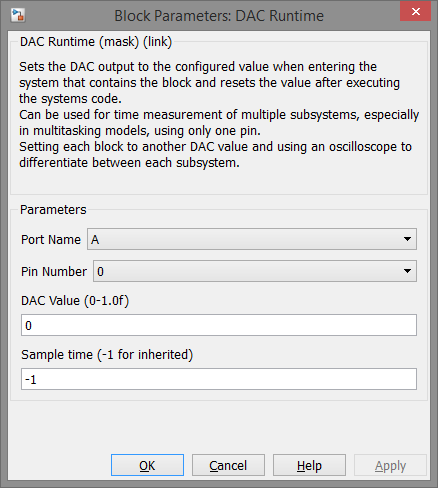 Block Parameters: DAC Runtime
DAC Runtime (mask) (link)
Sets the DAC output to the configured value when entering the
system that contains the block and resets the value after executing
the systems code.
Can be used for time measurement of multiple subsystems, especially
in multitasking models, using only one pin.
Setting each block to another DAC value and using an oscilloscope to
differentiate between each subsystem.
Parameters
Port Name A
Pin Number 0
DAC Value (0-1.0f)
0
Sample time (-1 for inherited)
-1
OK Cancel Help Apply